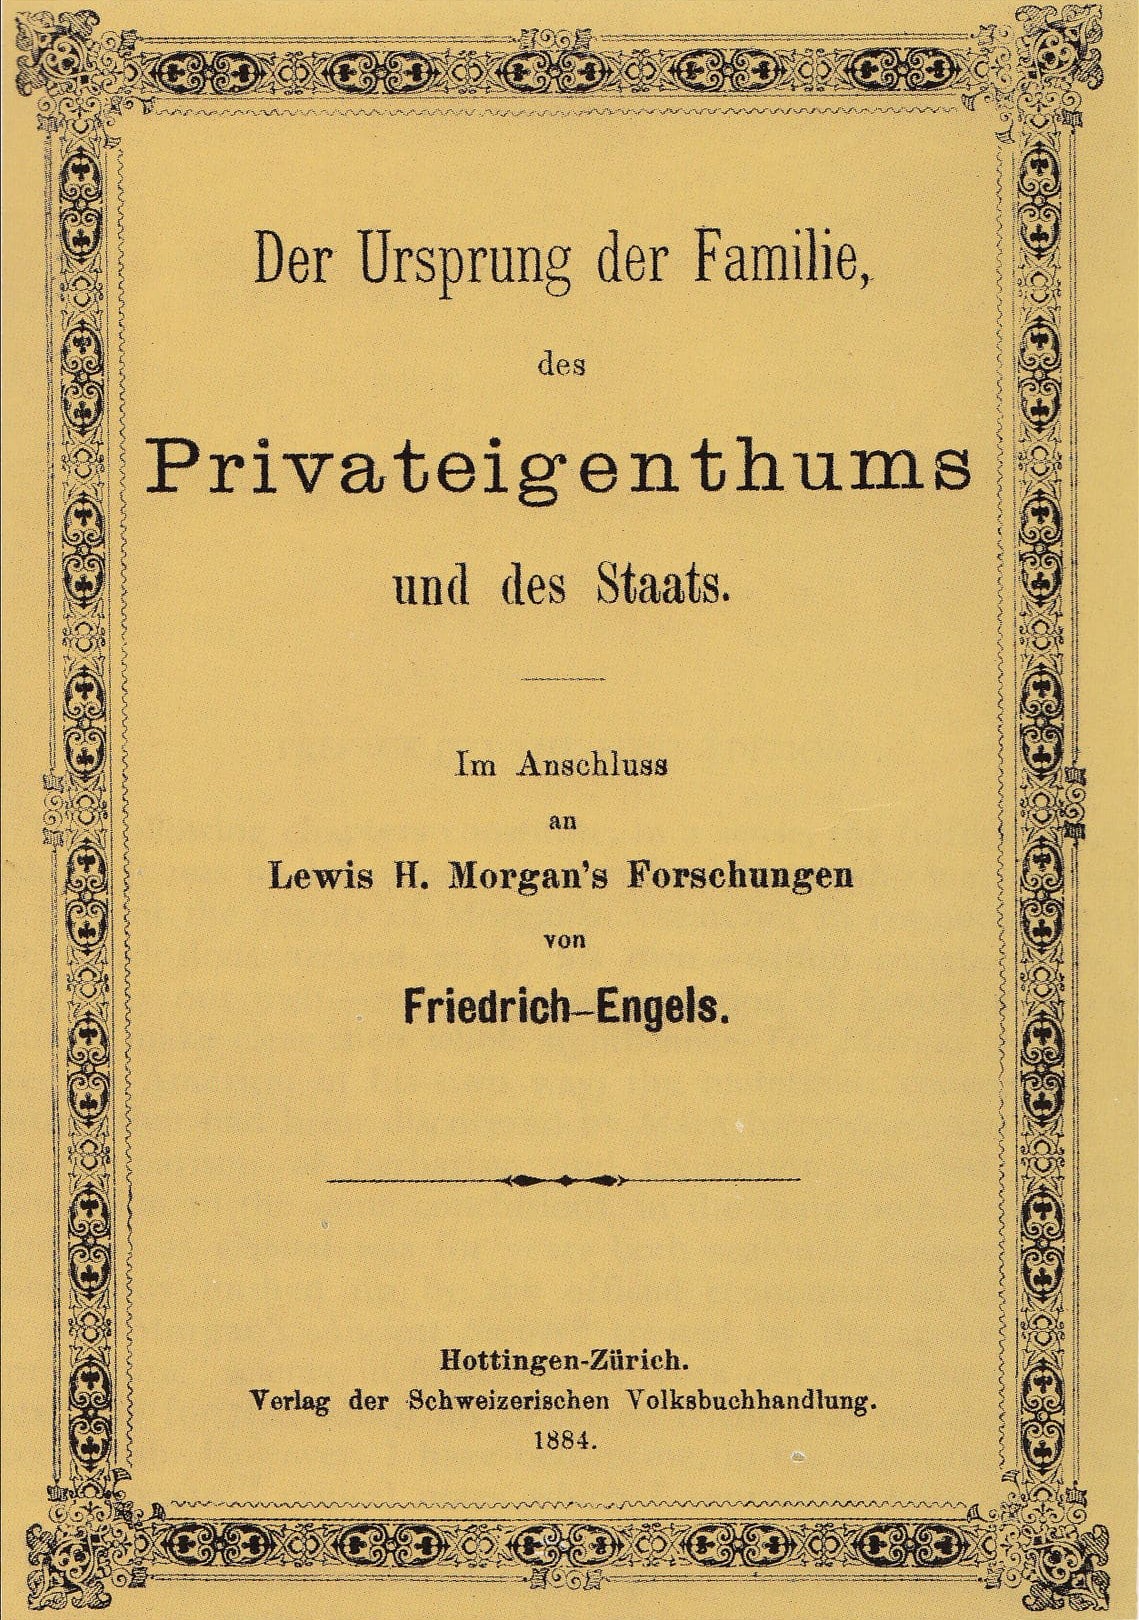 Der Ursprung der Familie,
des
Privateigenthums
und des Staats.
Im Anschluss
an
Lewis H. Morgan's Forschungen
von
Friedrich Engels.
Hottingen-Zürich.
Verlag der Schweizerischen Volksbuchhandlung.
1884.